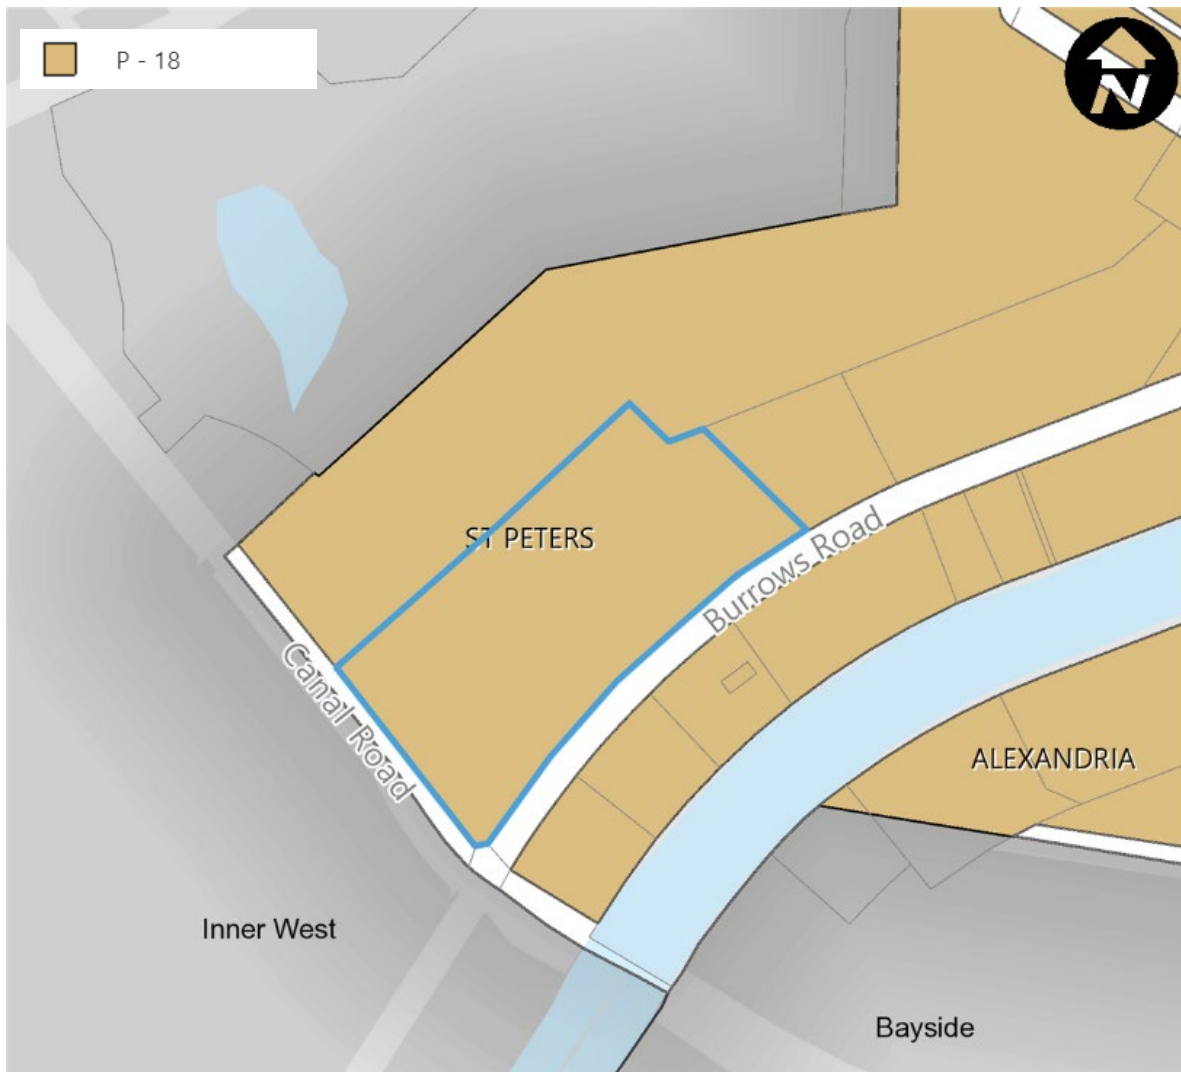 P - 18
N
ST PETERS
Burrows Road
Canal Road
ALEXANDRIA
Inner West
Bayside